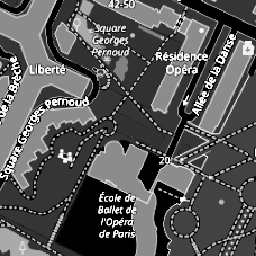 42-50
Square
Georges
Pernoud
Résidence
Opéra
Liberté
Allée de la Danse
Square Georges Pernoud
20
École de
Ballet de
l'Opéra
de Paris